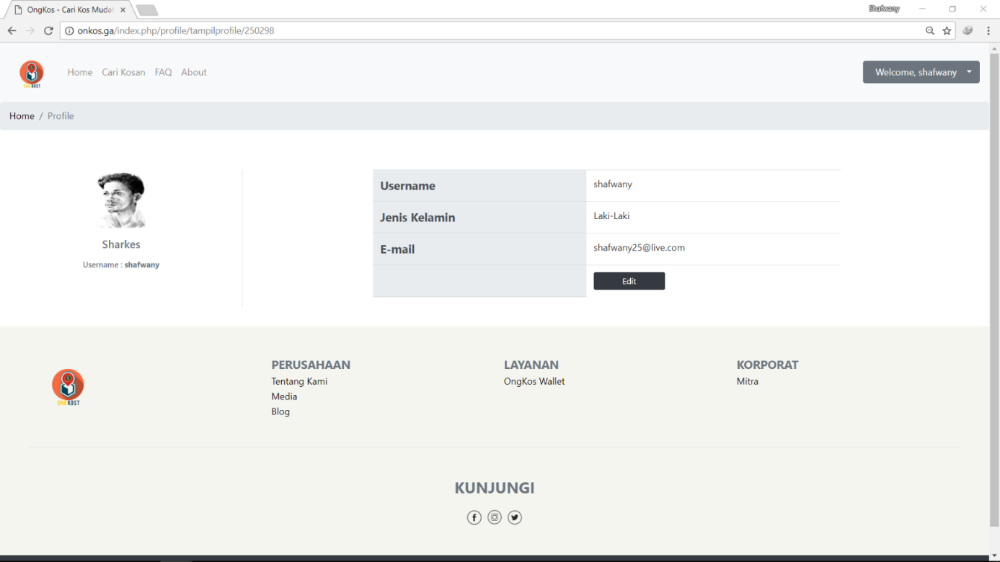 OngKos - Cari Kos Mudah
Shafwany
onkos.ga/index.php/profile/tampilprofile/250298
ONGKOST
Home Cari Kosan FAQ About
Welcome, shafwany
Home / Profile
Sharkes
Username : shafwany
Username shafwany
Jenis Kelamin Laki-Laki
E-mail shafwany25@live.com
Edit
ONGKOST
PERUSAHAAN
Tentang Kami
Media
Blog
LAYANAN
OngKos Wallet
KORPORAT
Mitra
KUNJUNGI